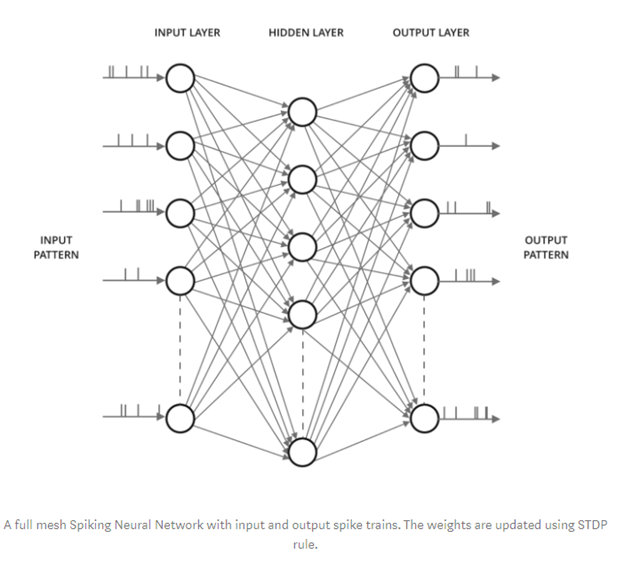 INPUT LAYER
HIDDEN LAYER
OUTPUT LAYER
INPUT
PATTERN
OUTPUT
PATTERN
A full mesh Spiking Neural Network with input and output spike trains. The weights are updated using STDP
rule.